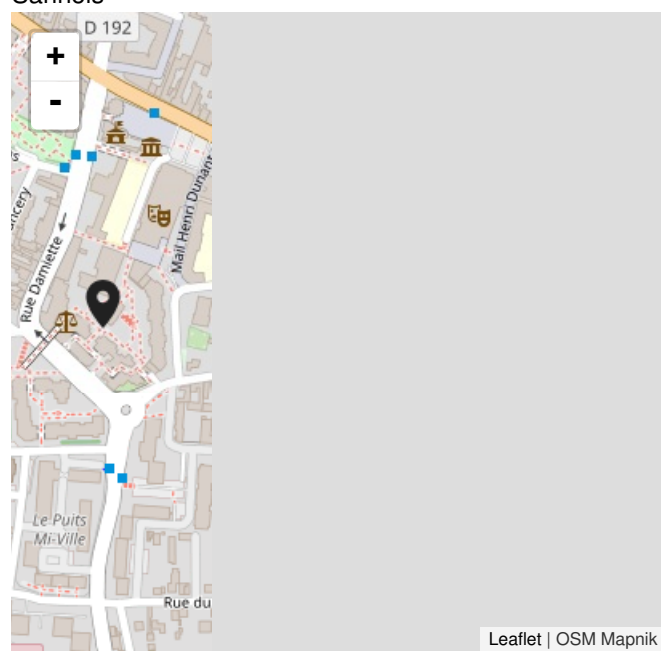 Sannois
D 192
+
-
Rue Damiette
Mail Henri Dunant
Le Puits
Mi-Ville
Rue du
Leaflet | OSM Mapnik